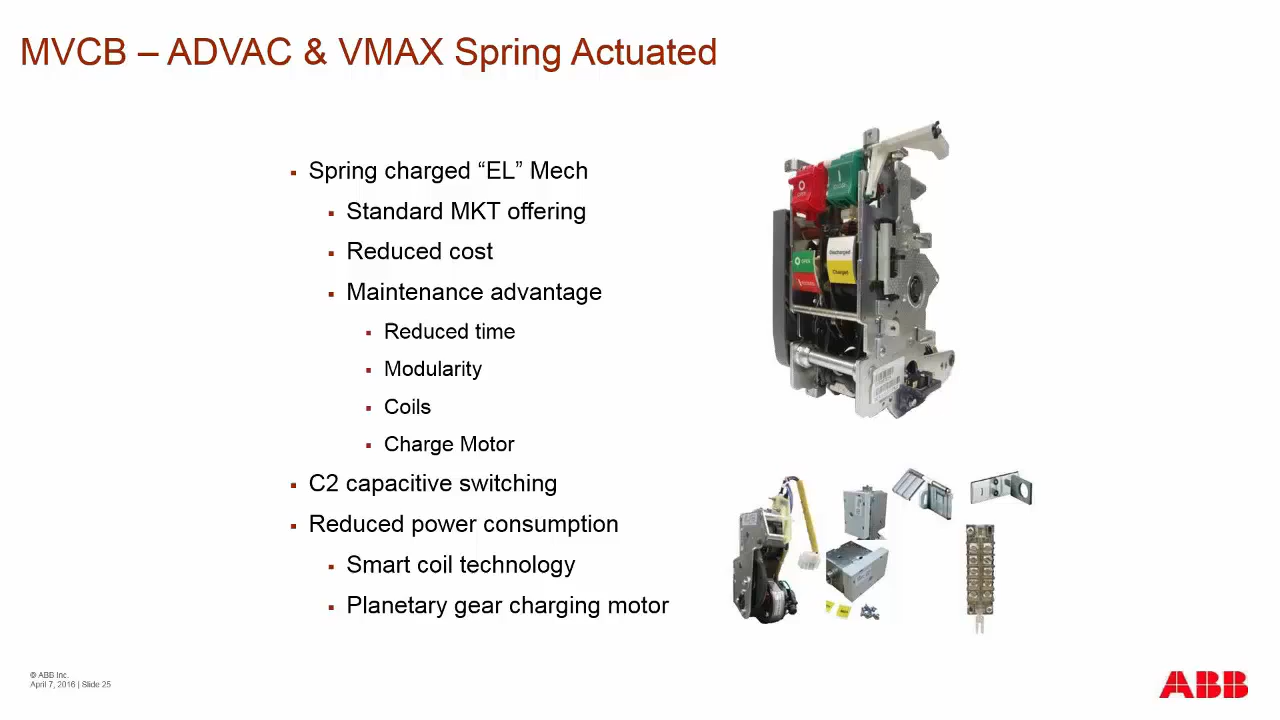 MVCB – ADVAC & VMAX Spring Actuated
Spring charged “EL” Mech
Standard MKT offering
Reduced cost
Maintenance advantage
Reduced time
Modularity
Coils
Charge Motor
C2 capacitive switching
Reduced power consumption
Smart coil technology
Planetary gear charging motor
Discharged
Charged
OPEN
© ABB Inc.
April 7, 2016 | Slide 25
ABB